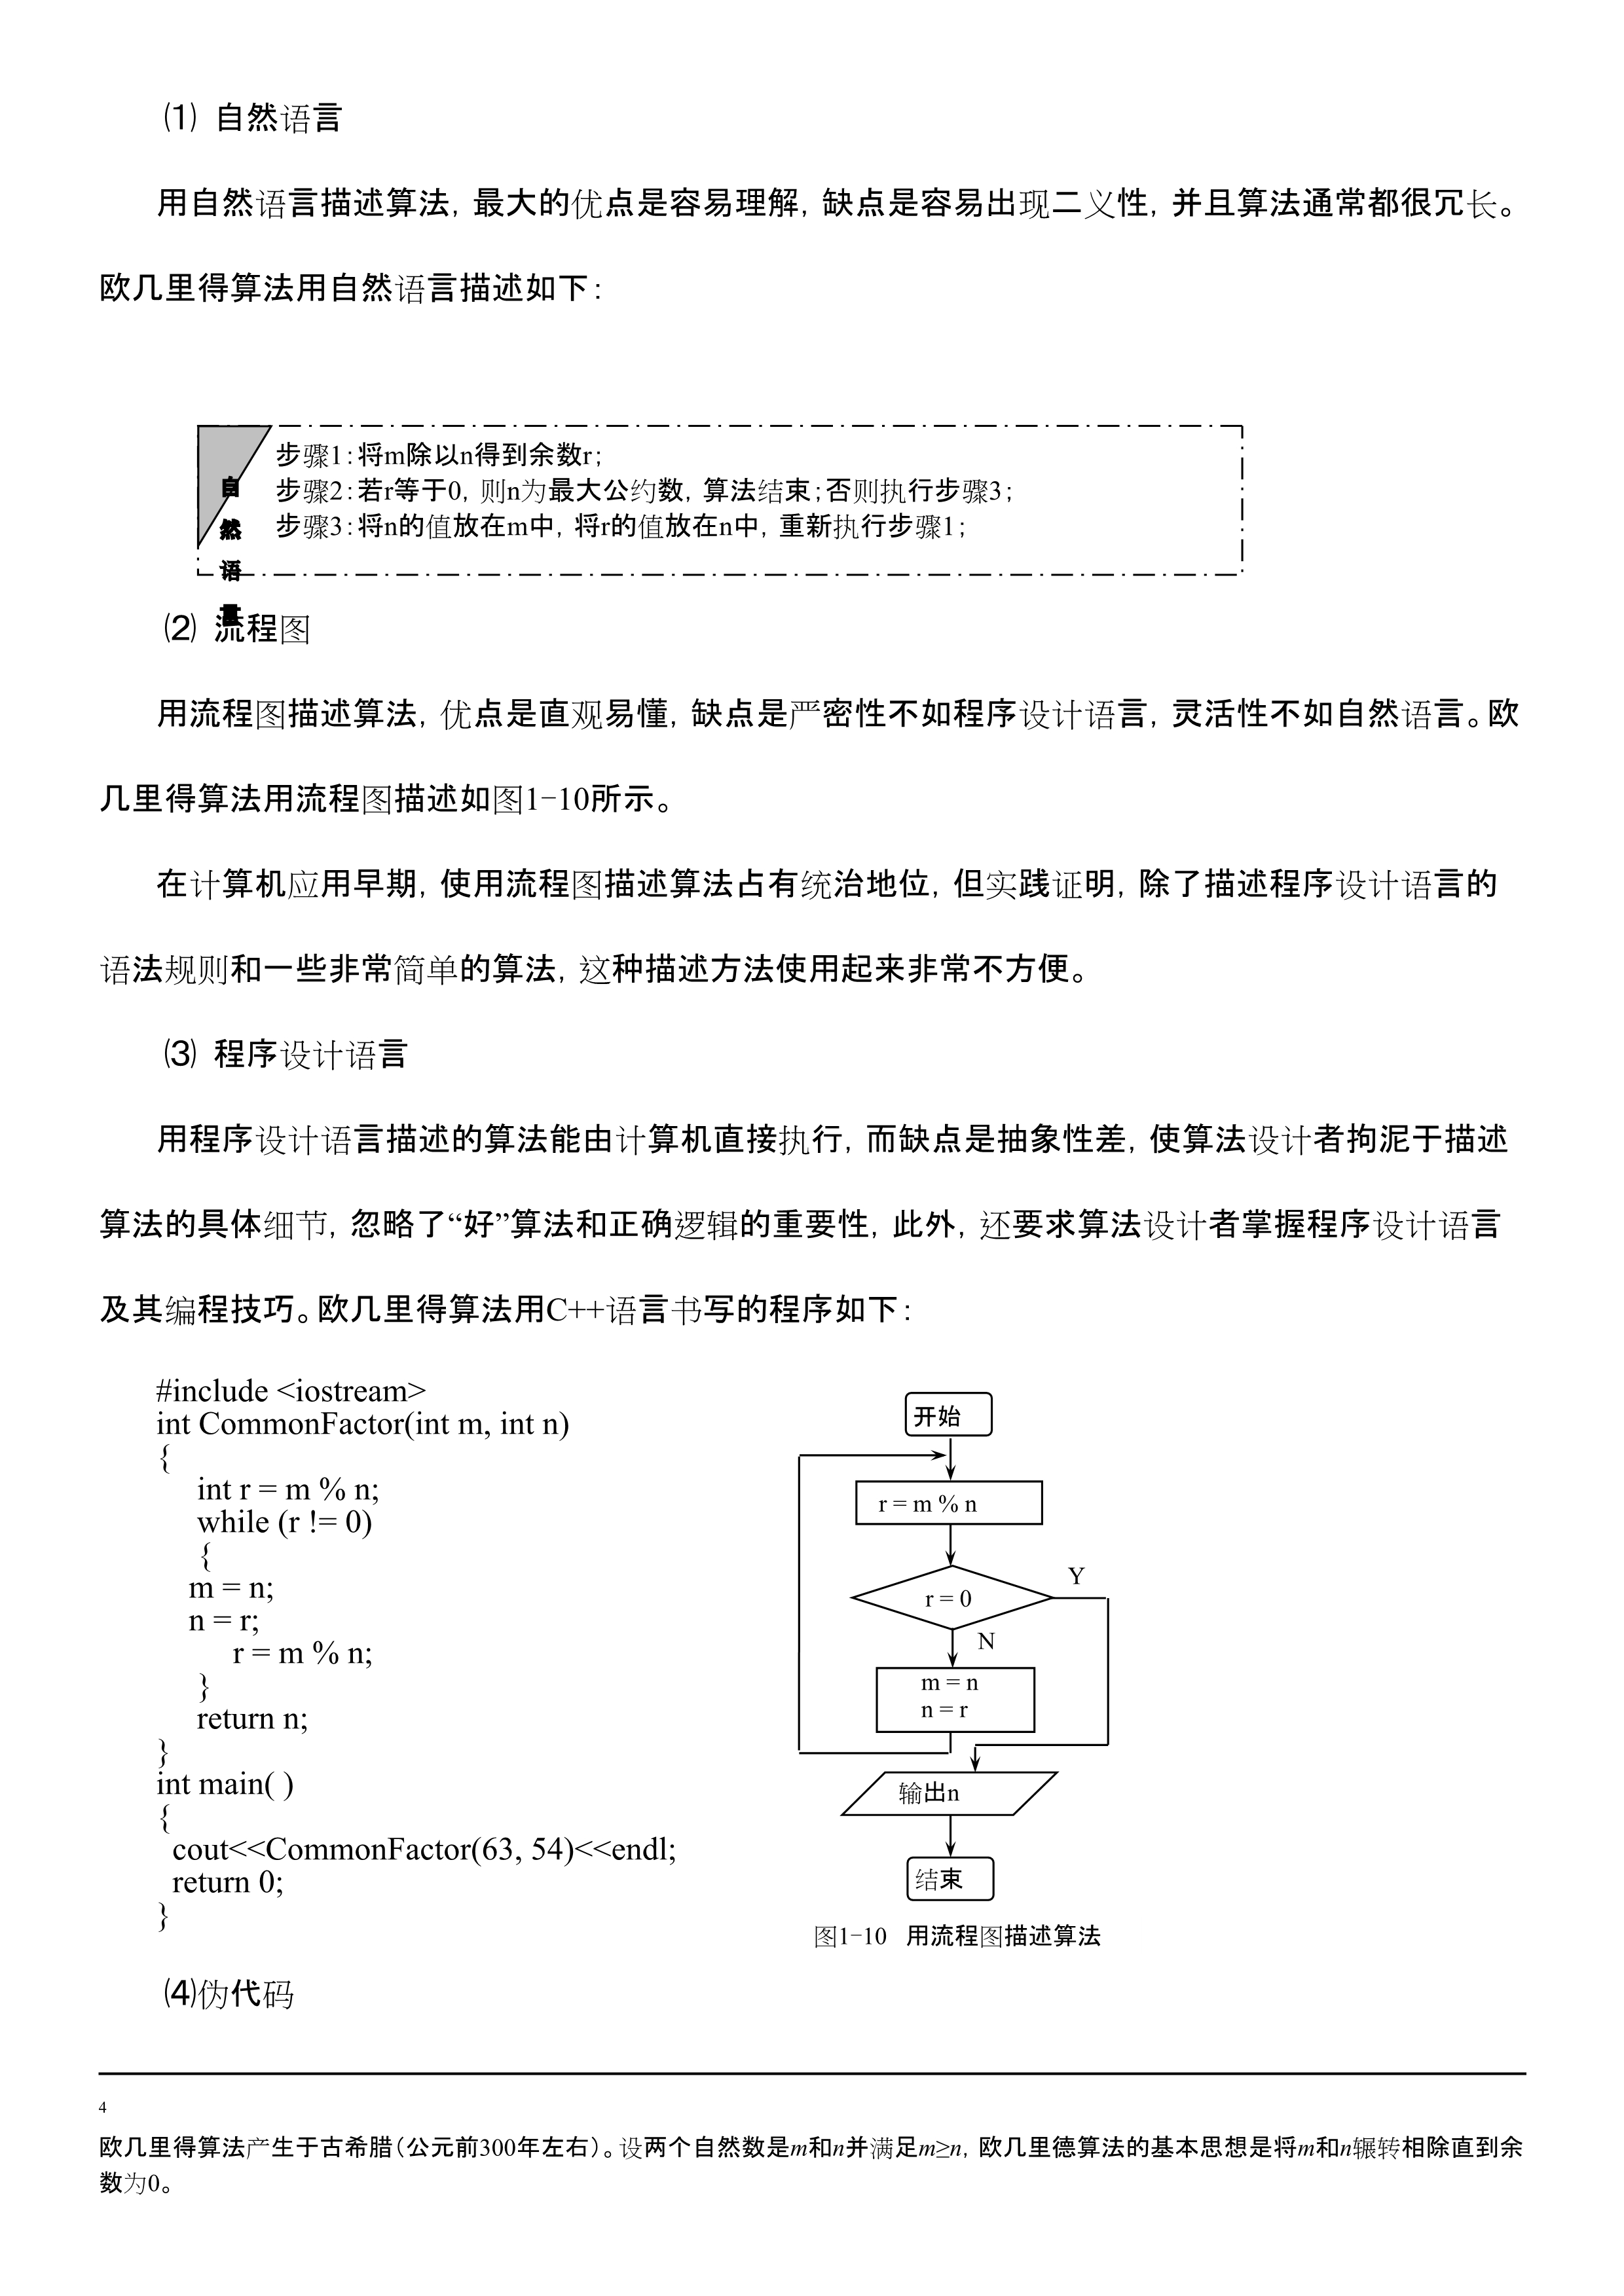 ⑴ 自然语言
用自然语言描述算法，最大的优点是容易理解，缺点是容易出现二义性，并且算法通常都很冗长。
欧几里得算法用自然语言描述如下：
步骤1：将m除以n得到余数r；
步骤2：若r等于0，则n为最大公约数，算法结束；否则执行步骤3；
步骤3：将n的值放在m中，将r的值放在n中，重新执行步骤1；
自
然
语
言
⑵ 流程图
用流程图描述算法，优点是直观易懂，缺点是严密性不如程序设计语言，灵活性不如自然语言。欧
几里得算法用流程图描述如图1-10所示。
在计算机应用早期，使用流程图描述算法占有统治地位，但实践证明，除了描述程序设计语言的
语法规则和一些非常简单的算法，这种描述方法使用起来非常不方便。
⑶ 程序设计语言
用程序设计语言描述的算法能由计算机直接执行，而缺点是抽象性差，使算法设计者拘泥于描述
算法的具体细节，忽略了“好”算法和正确逻辑的重要性，此外，还要求算法设计者掌握程序设计语言
及其编程技巧。欧几里得算法用C++语言书写的程序如下：
#include <iostream>
int CommonFactor(int m, int n)
{
int r = m % n;
while (r != 0)
{
m = n;
n = r;
r = m % n;
}
return n;
}
int main( )
{
cout<<CommonFactor(63, 54)<<endl;
return 0;
}
开始
r = m % n
Y
r = 0
N
m = n
n = r
输出n
结束
图1-10 用流程图描述算法
⑷伪代码
4
欧几里得算法产生于古希腊（公元前300年左右）。设两个自然数是m和n并满足m≥n，欧几里德算法的基本思想是将m和n辗转相除直到余
数为0。